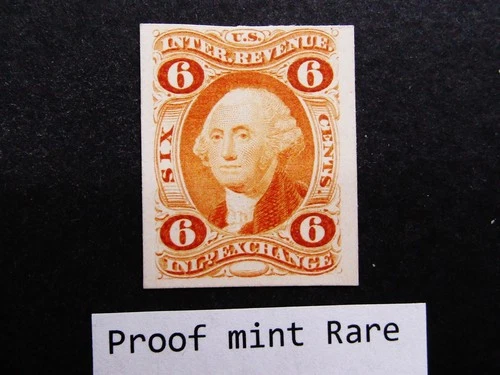 U.S.
INTER. REVENUE.
6 6
SIX CENTS.
6 6
INL'D EXCHANGE
Proof mint Rare